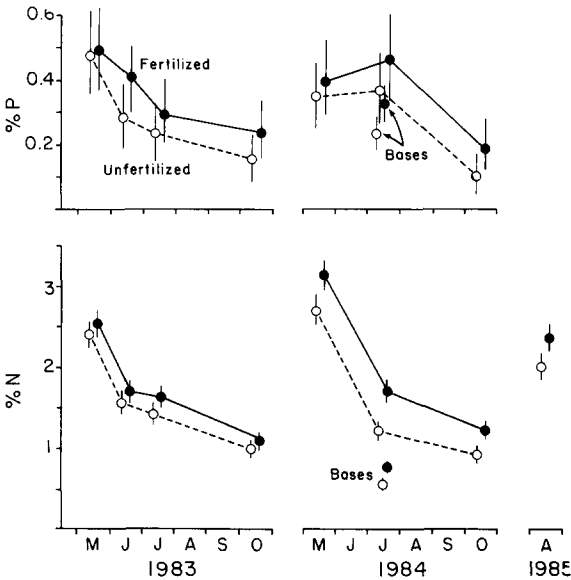 0.6
0.4
0.2
%P
Fertilized
Unfertilized
Bases
3
2
1
%N
Bases
M J J A S O
1983
M J J A S O
1984
A
1985